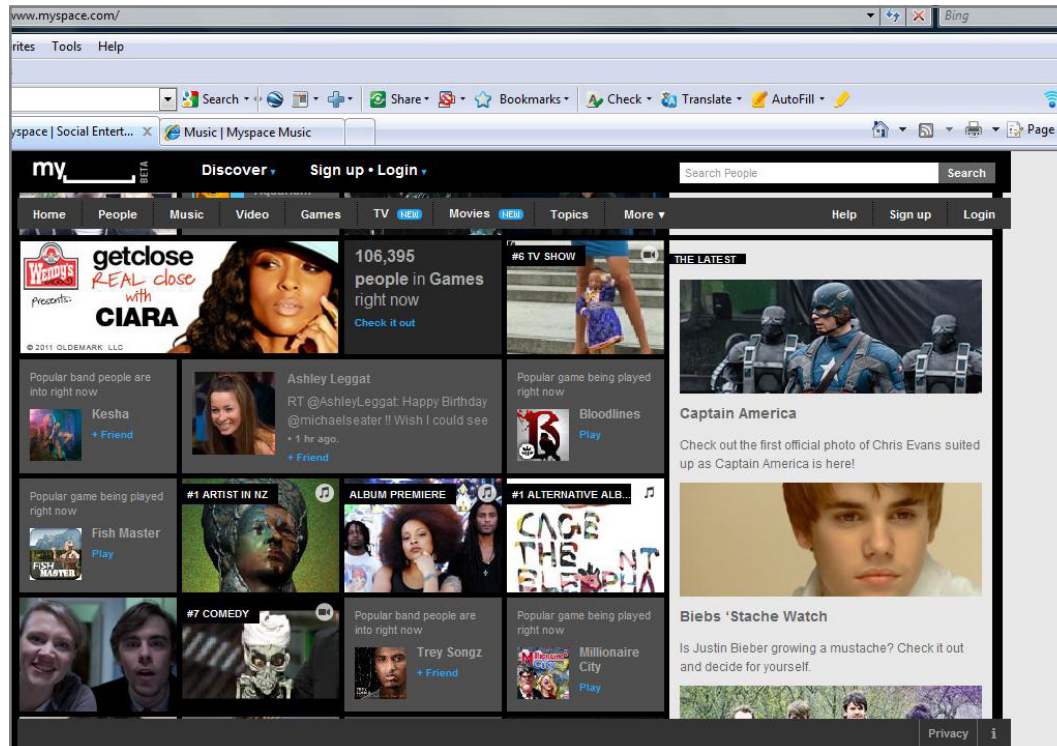 www.myspace.com/
Bing
rites Tools Help
Search Share Bookmarks Check Translate AutoFill
yspace | Social Entert... Music | Myspace Music
Page
my____ BETA Discover Sign up • Login Search People Search
Aquarium
Home People Music Video Games TV NEW Movies NEW Topics More Help Sign up Login
WENDY'S
Presents:
getclose
REAL close
with
CIARA
© 2011 OLDEMARK LLC
106,395
people in Games
right now
Check it out
#6 TV SHOW
THE LATEST
Popular band people are
into right now
Kesha
+ Friend
Ashley Leggat
RT @AshleyLeggat: Happy Birthday
@michaelseater !! Wish I could see
• 1 hr ago.
+ Friend
Popular game being played
right now
Bloodlines
Play
Captain America
Check out the first official photo of Chris Evans suited
up as Captain America is here!
Popular game being played
right now
Fish Master
Play
FISH
MASTER
#1 ARTIST IN NZ
ALBUM PREMIERE
#1 ALTERNATIVE ALB...
CAGE
THE
ELEPHA NT
Biebs ‘Stache Watch
Is Justin Bieber growing a mustache? Check it out
and decide for yourself.
#7 COMEDY
Popular band people are
into right now
Trey Songz
+ Friend
Popular game being played
right now
Millionaire
City
Play
Millionaire
City
Privacy i